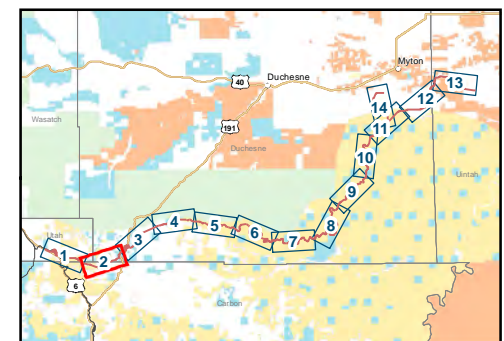 40
Duchesne
Myton
13
12
14
Wasatch
191
11
Duchesne
10
Uintah
9
8
4
5
6
7
3
Utah
1
2
6
Carbon